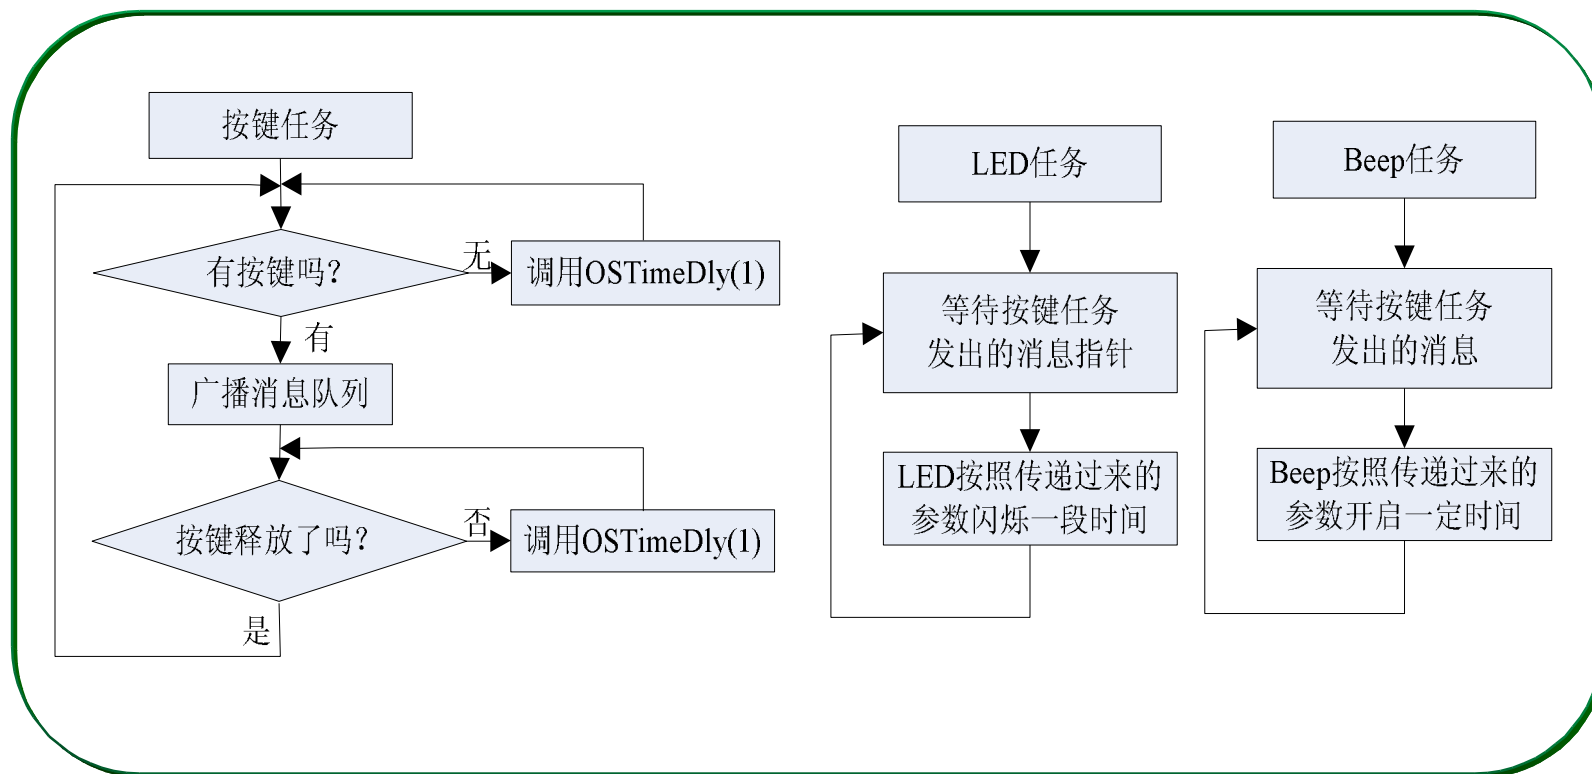 按键任务
有按键吗?
无
调用OSTimeDly(1)
有
广播消息队列
按键释放了吗?
否
调用OSTimeDly(1)
是
LED任务
等待按键任务
发出的消息指针
LED按照传递过来的
参数闪烁一段时间
Beep任务
等待按键任务
发出的消息
Beep按照传递过来的
参数开启一定时间